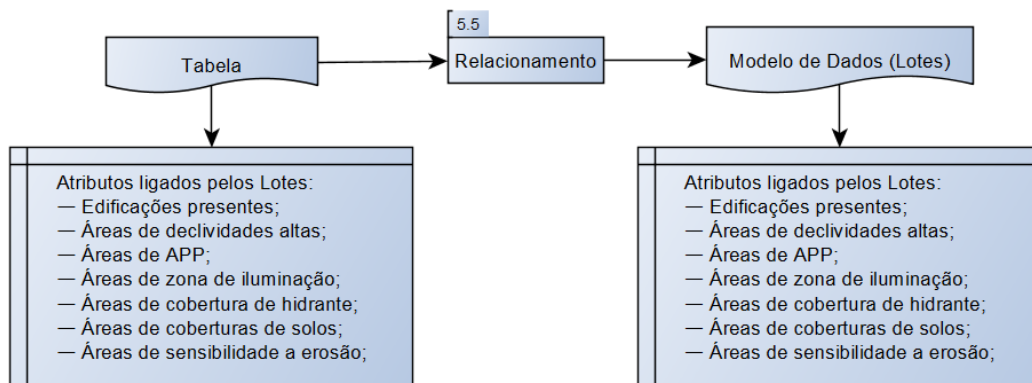 5.5
Tabela
Relacionamento
Modelo de Dados (Lotes)
Atributos ligados pelos Lotes:
— Edificações presentes;
— Áreas de declividades altas;
— Áreas de APP;
— Áreas de zona de iluminação;
— Áreas de cobertura de hidrante;
— Áreas de coberturas de solos;
— Áreas de sensibilidade a erosão;
Atributos ligados pelos Lotes:
— Edificações presentes;
— Áreas de declividades altas;
— Áreas de APP;
— Áreas de zona de iluminação;
— Áreas de cobertura de hidrante;
— Áreas de coberturas de solos;
— Áreas de sensibilidade a erosão;